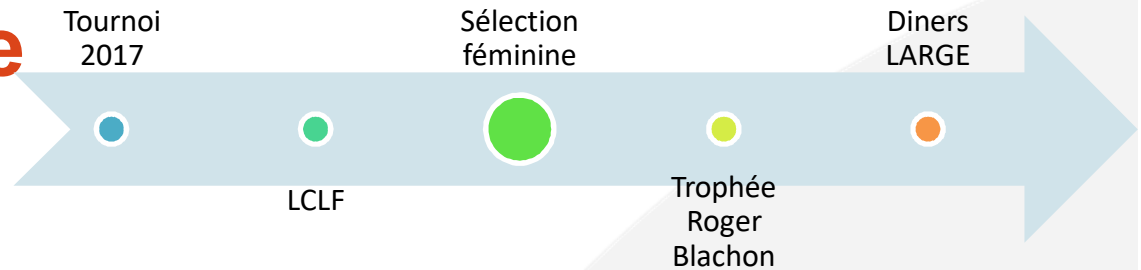 e
Tournoi
2017
LCLF
Sélection
féminine
Trophée
Roger
Blachon
Diners
LARGE